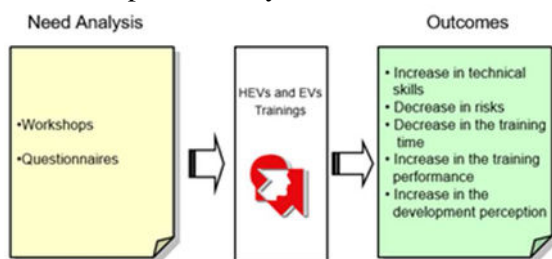 Need Analysis
Outcomes
•Workshops
•Questionnaires
HEVs and EVs
Trainings
• Increase in technical
skills
• Decrease in risks
• Decrease in the training
time
• Increase in the training
performance
• Increase in the
development perception